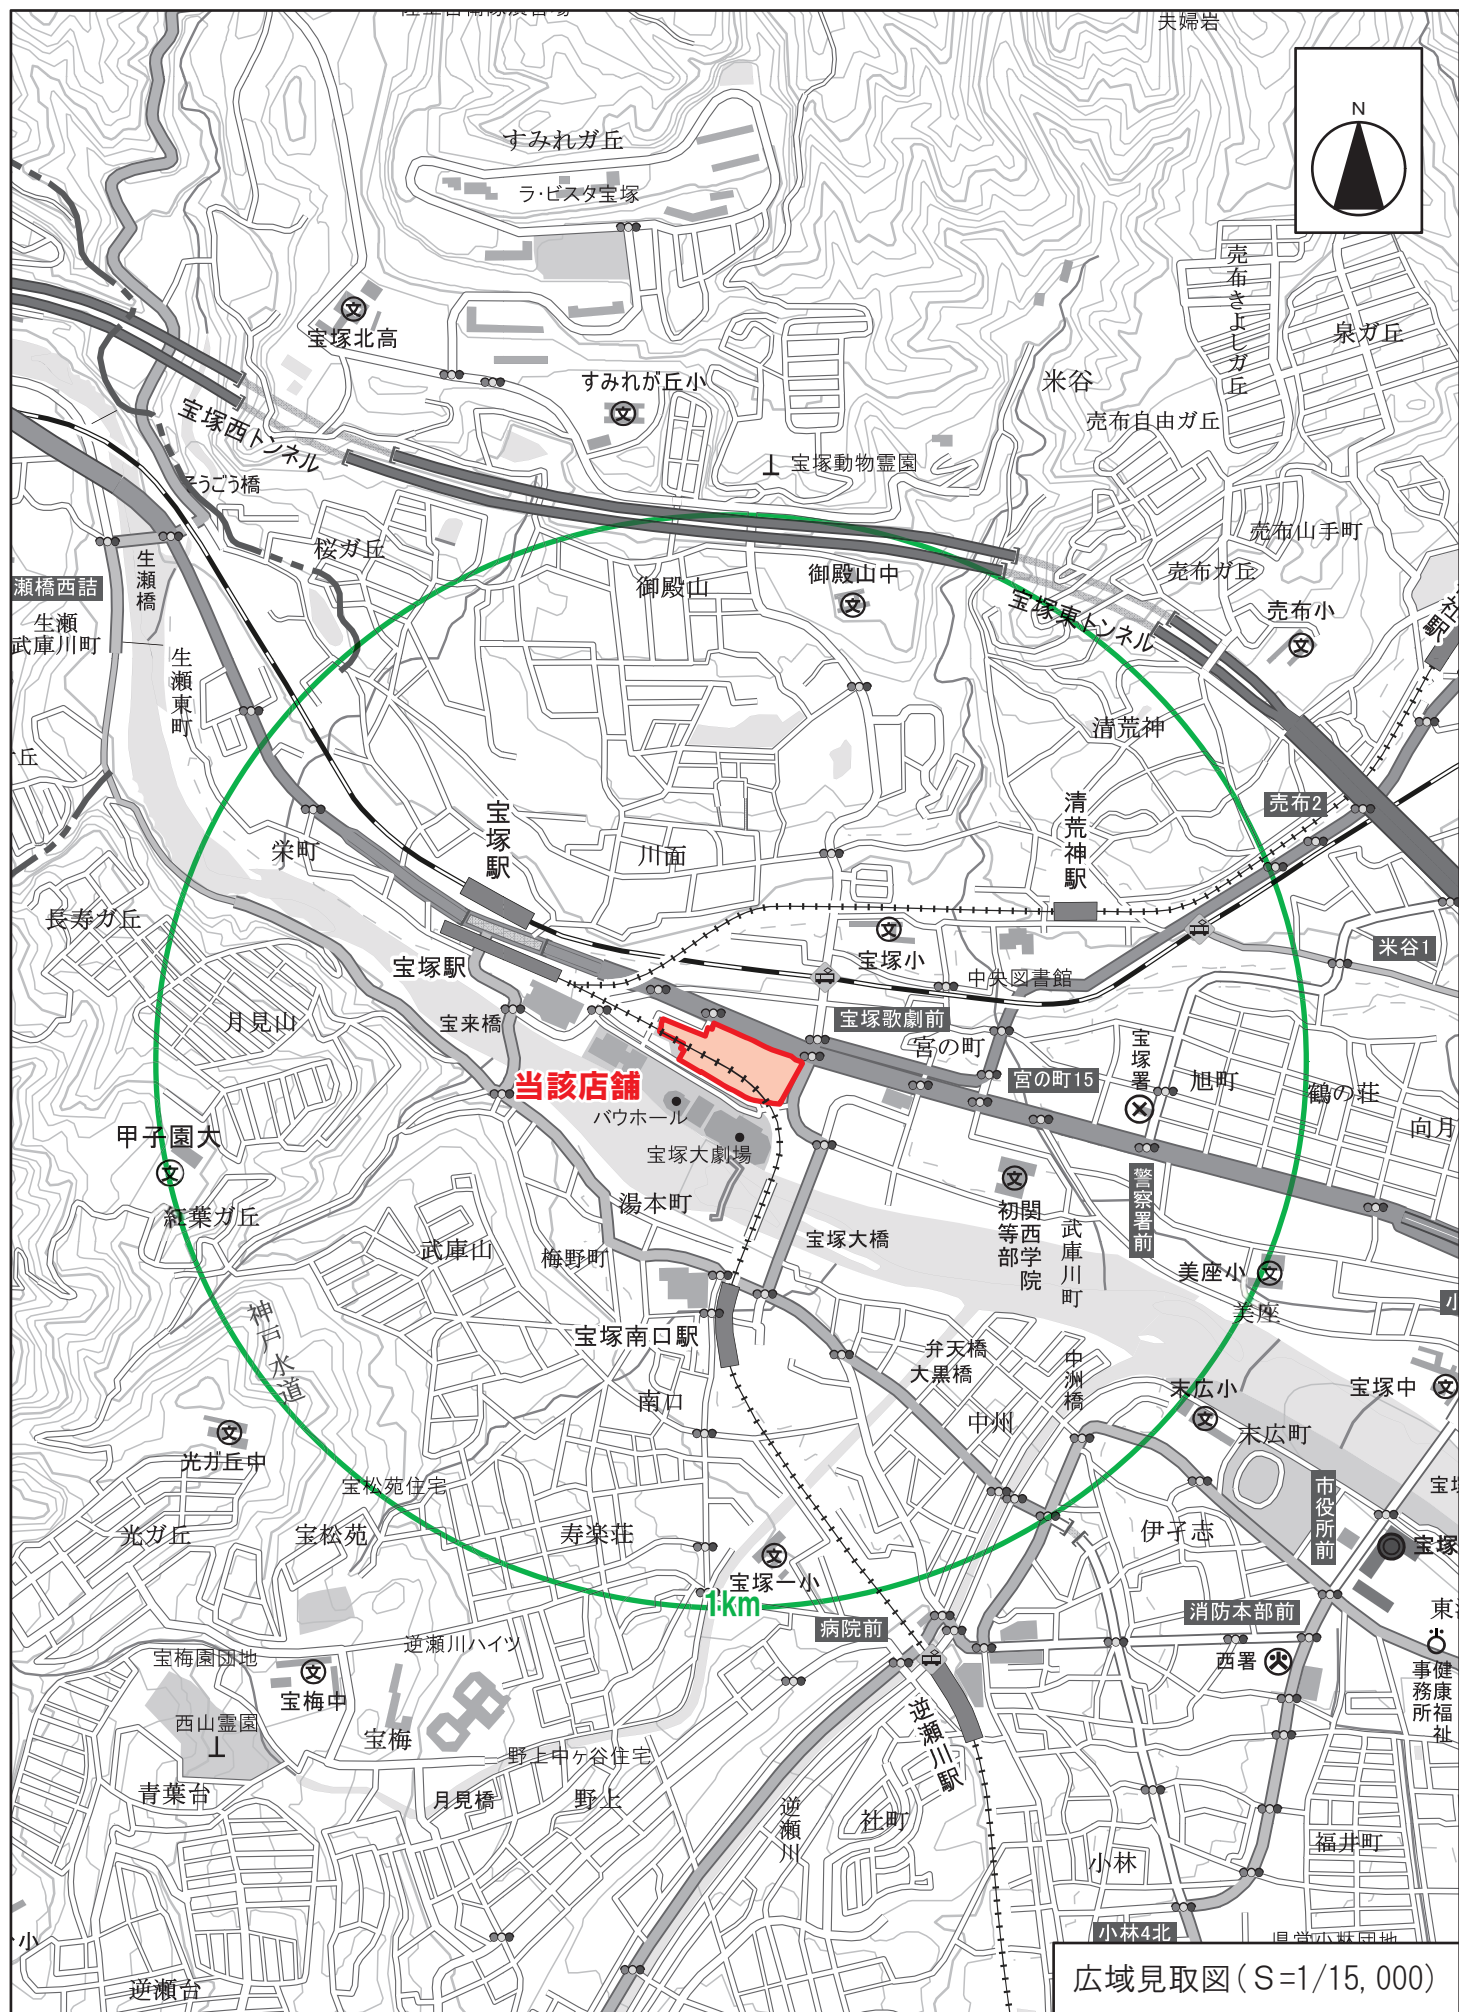 夫婦岩
N
すみれガ丘
ラ・ビスタ宝塚
売布きよしガ丘
泉ガ丘
宝塚北高
すみれが丘小
米谷
売布自由ガ丘
宝塚西トンネル
宝塚動物霊園
そうごう橋
売布山手町
桜ガ丘
生瀬橋
御殿山
御殿山中
売布ガ丘
瀬橋西詰
宝塚東トンネル
売布小
社駅
生瀬
武庫川町
生瀬東町
清荒神
丘
売布2
宝塚駅
清荒神駅
栄町
川面
長寿ガ丘
宝塚小
米谷1
宝塚駅
中央図書館
月見山
宝来橋
宝塚歌劇前
宮の町
宝塚署
宮の町15
旭町
鶴の荘
当該店舗
バウホール
向月
甲子園大
宝塚大劇場
警察署前
紅葉ガ丘
湯本町
関西学院
初等部
武庫川町
武庫山
梅野町
宝塚大橋
美座小
美座
小
神戸水道
宝塚南口駅
弁天橋
大黒橋
中洲橋
末広小
宝塚中
南口
中州
末広町
光ガ丘中
宝松苑住宅
市役所前
光ガ丘
宝松苑
寿楽荘
伊孑志
宝塚
宝塚一小
1km
病院前
消防本部前
逆瀬川ハイツ
宝梅園団地
西署
健康福祉
事務所
宝梅中
西山霊園
宝梅
逆瀬川駅
野上中ヶ谷住宅
青葉台
月見橋
野上
逆瀬川
社町
福井町
小林
小
小林4北
逆瀬台
広域見取図(S=1/15,000)